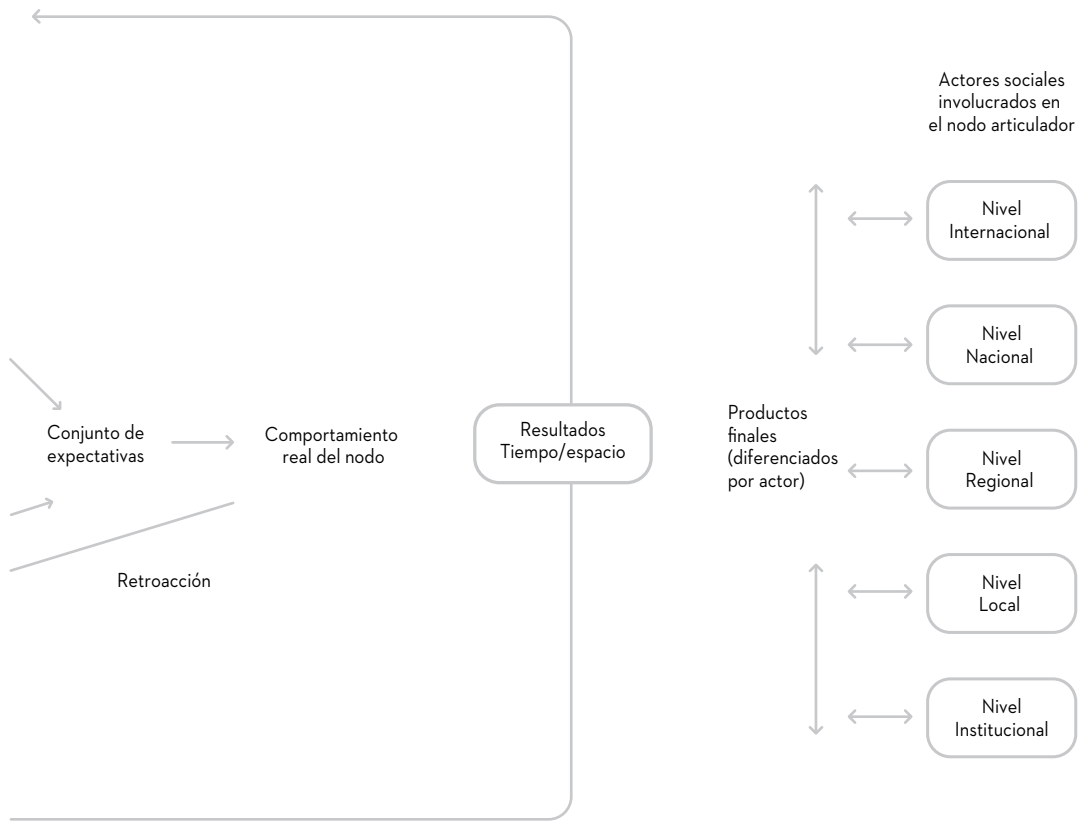 Actores sociales
involucrados en
el nodo articulador
Nivel
Internacional
Nivel
Nacional
Conjunto de
expectativas
Comportamiento
real del nodo
Resultados
Tiempo/espacio
Productos
finales
(diferenciados
por actor)
Nivel
Regional
Retroacción
Nivel
Local
Nivel
Institucional